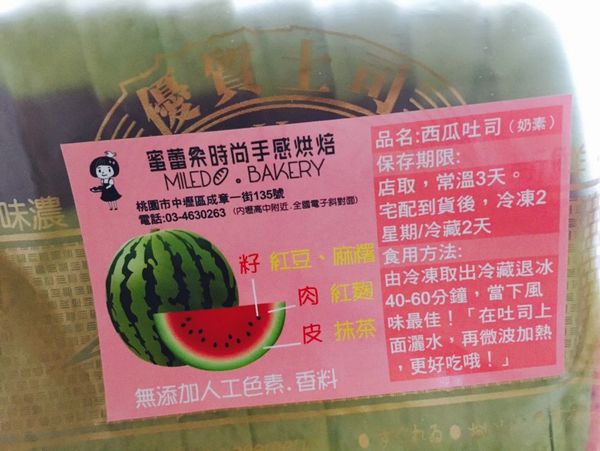 優質土司
味濃
蜜蕾朵時尚手感烘焙
MILEDO.BAKERY
桃園市中壢區成章一街135號
電話:03-4630263 (內壢高中附近.全國電子斜對面)
籽 紅豆、麻糬
肉 紅麴
皮 抹茶
無添加人工色素.香料
品名:西瓜吐司(奶素)
保存期限:
店取，常溫3天。
宅配到貨後，冷凍2
星期/冷藏2天
食用方法:
由冷凍取出冷藏退冰
40-60分鐘，當下風
味最佳！「在吐司上
面灑水，再微波加熱
，更好吃哦！」